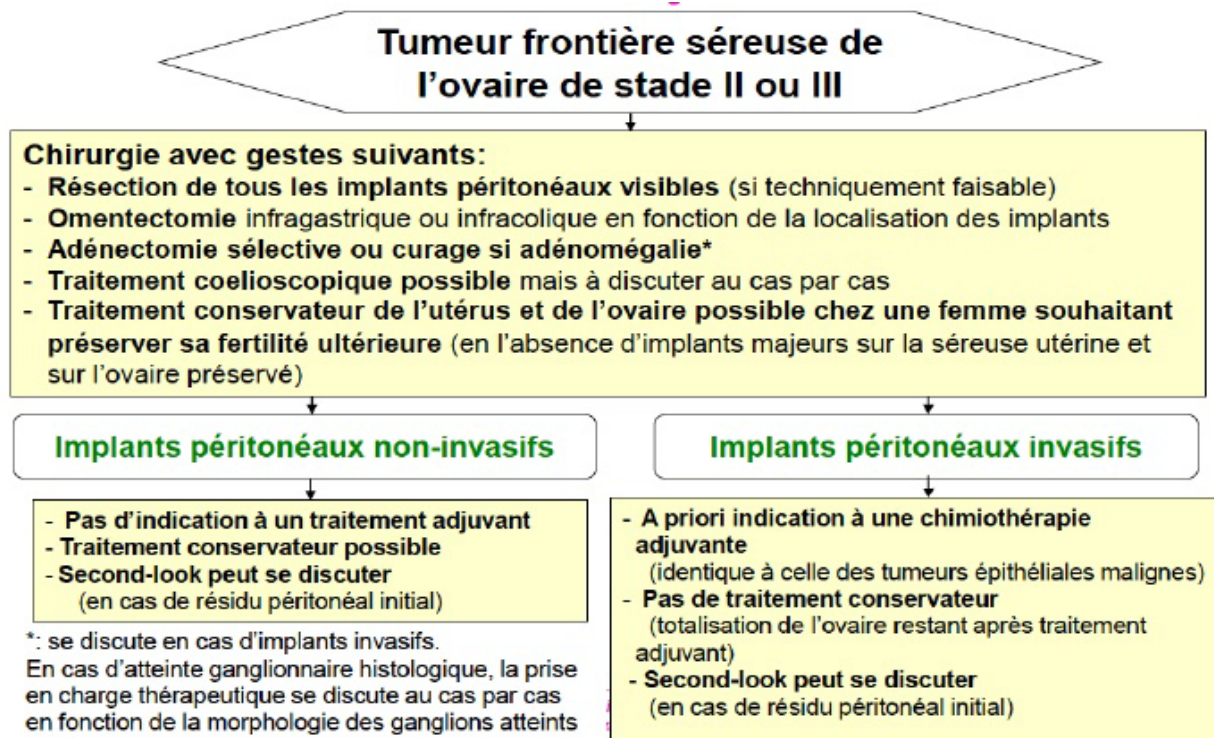 Tumeur frontière séreuse de
l'ovaire de stade II ou III
Chirurgie avec gestes suivants:
- Résection de tous les implants péritonéaux visibles (si techniquement faisable)
- Omentectomie infragastrique ou infracolique en fonction de la localisation des implants
- Adénectomie sélective ou curage si adénomégalie*
- Traitement coelioscopique possible mais à discuter au cas par cas
- Traitement conservateur de l'utérus et de l'ovaire possible chez une femme souhaitant
préserver sa fertilité ultérieure (en l'absence d'implants majeurs sur la séreuse utérine et
sur l'ovaire préservé)
Implants péritonéaux non-invasifs
- Pas d'indication à un traitement adjuvant
- Traitement conservateur possible
- Second-look peut se discuter
(en cas de résidu péritonéal initial)
*: se discute en cas d'implants invasifs.
En cas d'atteinte ganglionnaire histologique, la prise
en charge thérapeutique se discute au cas par cas
en fonction de la morphologie des ganglions atteints
Implants péritonéaux invasifs
- A priori indication à une chimiothérapie
adjuvante
(identique à celle des tumeurs épithéliales malignes)
- Pas de traitement conservateur
(totalisation de l'ovaire restant après traitement
adjuvant)
- Second-look peut se discuter
(en cas de résidu péritonéal initial)